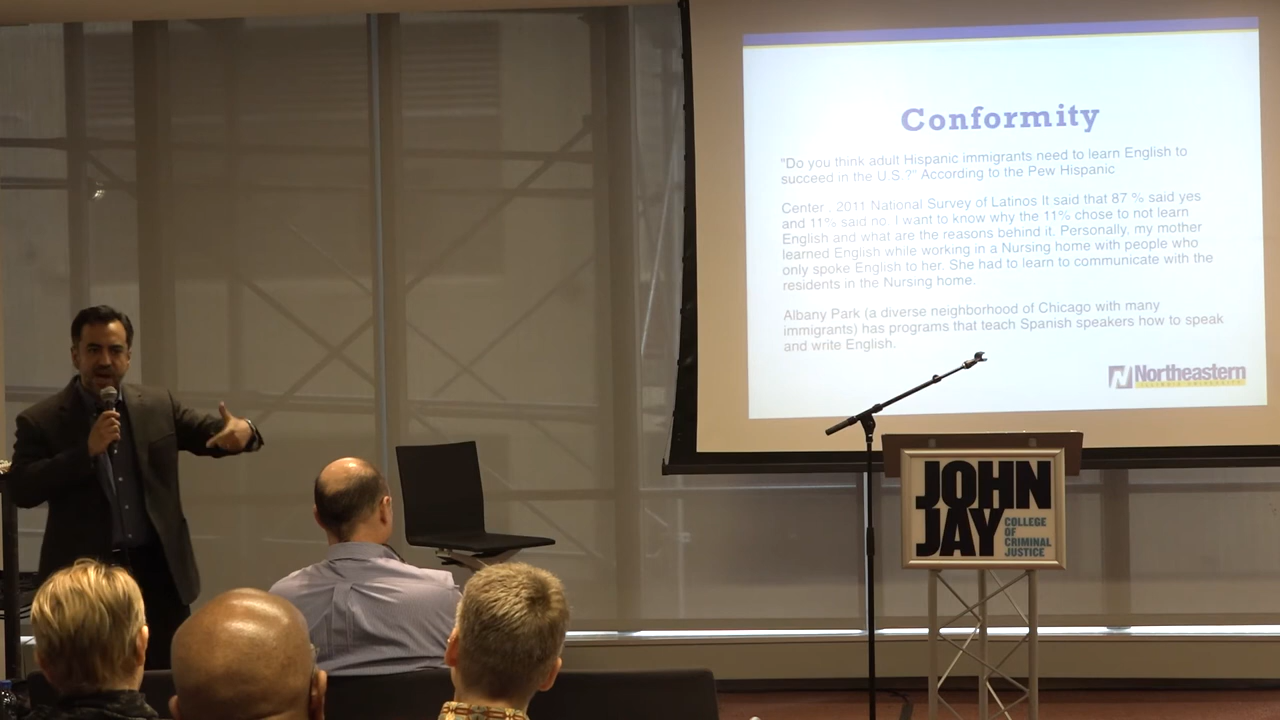 Conformity
"Do you think adult Hispanic immigrants need to learn English to
succeed in the U.S.?" According to the Pew Hispanic
Center , 2011 National Survey of Latinos It said that 87 % said yes
and 11% said no. I want to know why the 11% chose to not learn
English and what are the reasons behind it. Personally, my mother
learned English while working in a Nursing home with people who
only spoke English to her. She had to learn to communicate with the
residents in the Nursing home.
Albany Park (a diverse neighborhood of Chicago with many
immigrants) has programs that teach Spanish speakers how to speak
and write English.
Northeastern
ILLINOIS UNIVERSITY
JOHN
JAY
COLLEGE
OF
CRIMINAL
JUSTICE